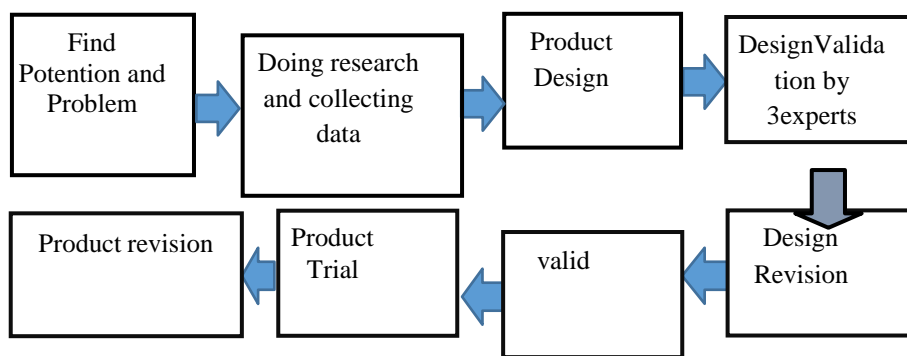 Find
Potention and
Problem
Doing research
and collecting
data
Product
Design
DesignValida
tion by
3experts
Design
Revision
valid
Product
Trial
Product revision